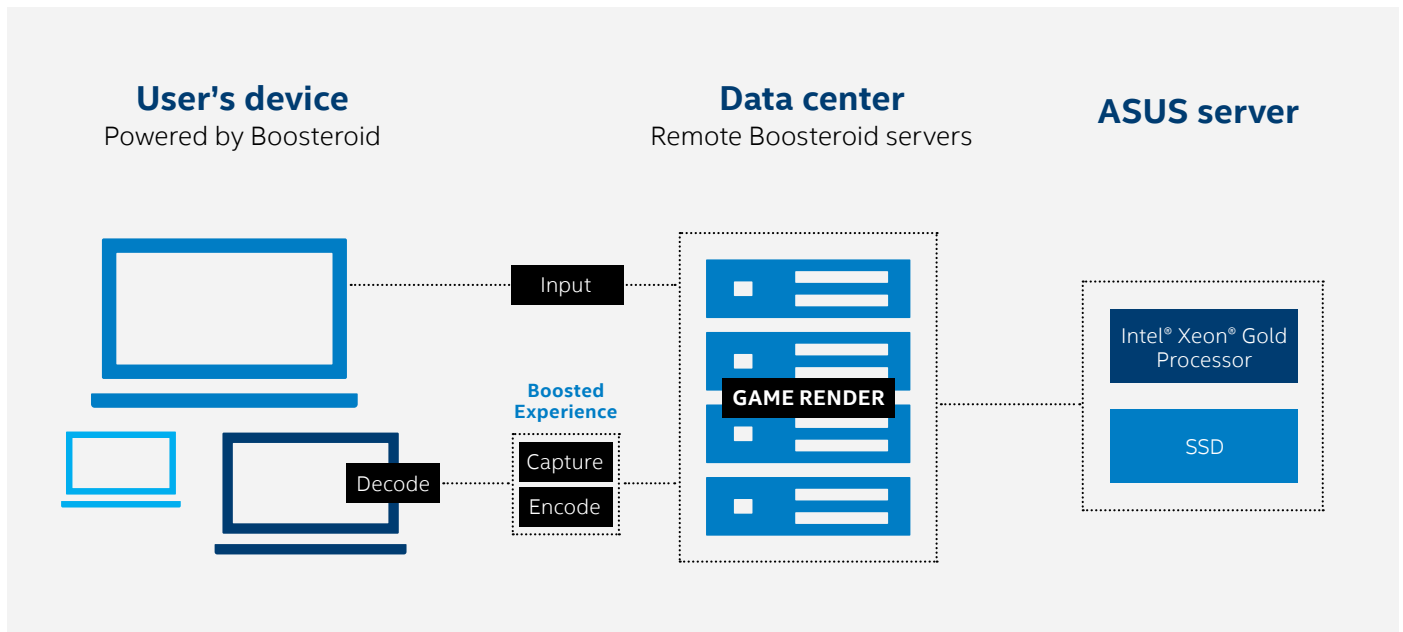 User’s device
Powered by Boosteroid
Data center
Remote Boosteroid servers
ASUS server
Input
Boosted
Experience
Capture
Encode
Decode
GAME RENDER
Intel® Xeon® Gold
Processor
SSD